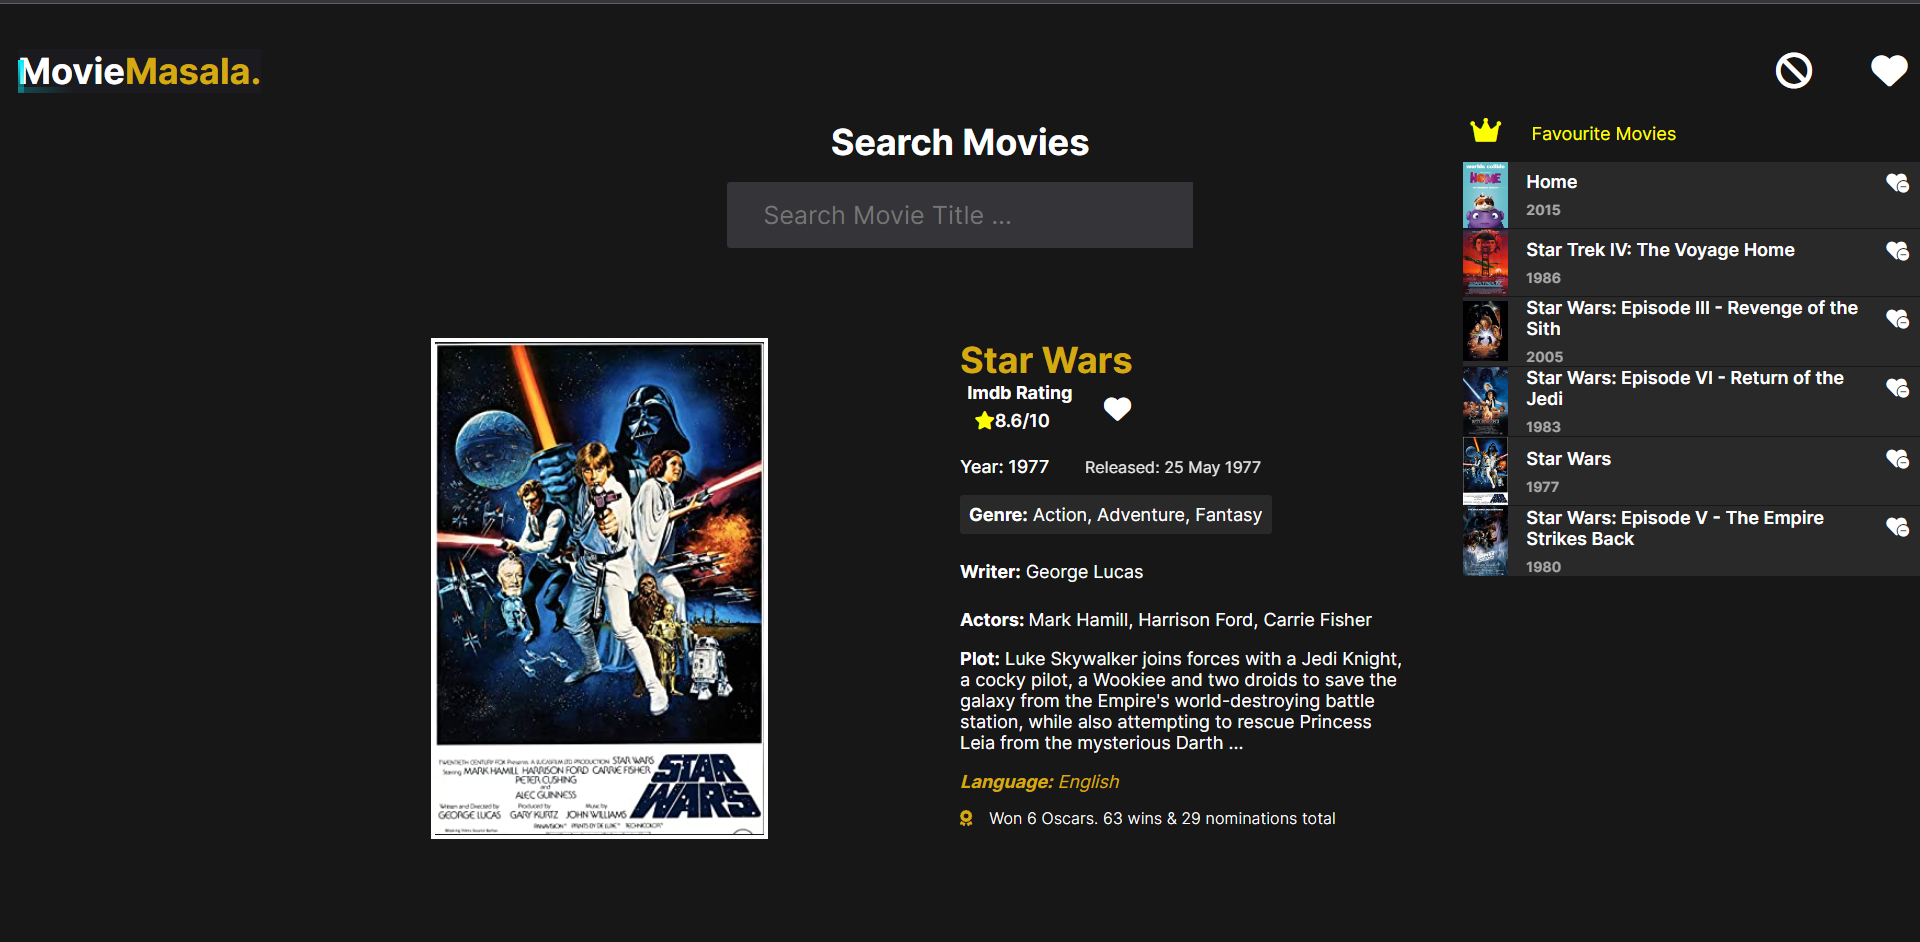 MovieMasala.
Search Movies
Search Movie Title ...
Star Wars
Imdb Rating
8.6/10
Year: 1977
Released: 25 May 1977
Genre: Action, Adventure, Fantasy
Writer: George Lucas
Actors: Mark Hamill, Harrison Ford, Carrie Fisher
Plot: Luke Skywalker joins forces with a Jedi Knight,
a cocky pilot, a Wookiee and two droids to save the
galaxy from the Empire's world-destroying battle
station, while also attempting to rescue Princess
Leia from the mysterious Darth ...
Language: English
Won 6 Oscars. 63 wins & 29 nominations total
TWENTIETH CENTURY-FOX Presents A LUCASFILM LTD PRODUCTION STAR WARS
Starring MARK HAMILL HARRISON FORD CARRIE FISHER
PETER CUSHING
and
ALEC GUINNESS
Written and Directed by
GEORGE LUCAS
Produced by
GARY KURTZ
Music by
JOHN WILLIAMS
PANAVISION PRINTS BY DE LUXE TECHNICOLOR
STAR
WARS
Favourite Movies
HOME
Home
2015
Star Trek IV: The Voyage Home
1986
Star Wars: Episode III - Revenge of the
Sith
2005
Star Wars: Episode VI - Return of the
Jedi
1983
Star Wars
1977
Star Wars: Episode V - The Empire
Strikes Back
1980